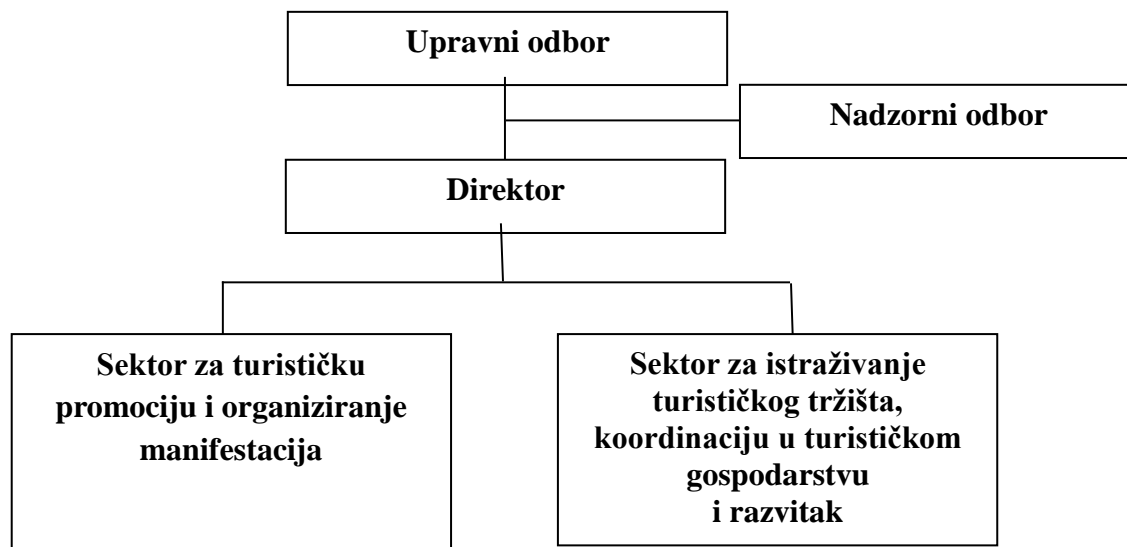 Upravni odbor
Nadzorni odbor
Direktor
Sektor za turističku
promociju i organiziranje
manifestacija
Sektor za istraživanje
turističkog tržišta,
koordinaciju u turističkom
gospodarstvu
i razvitak